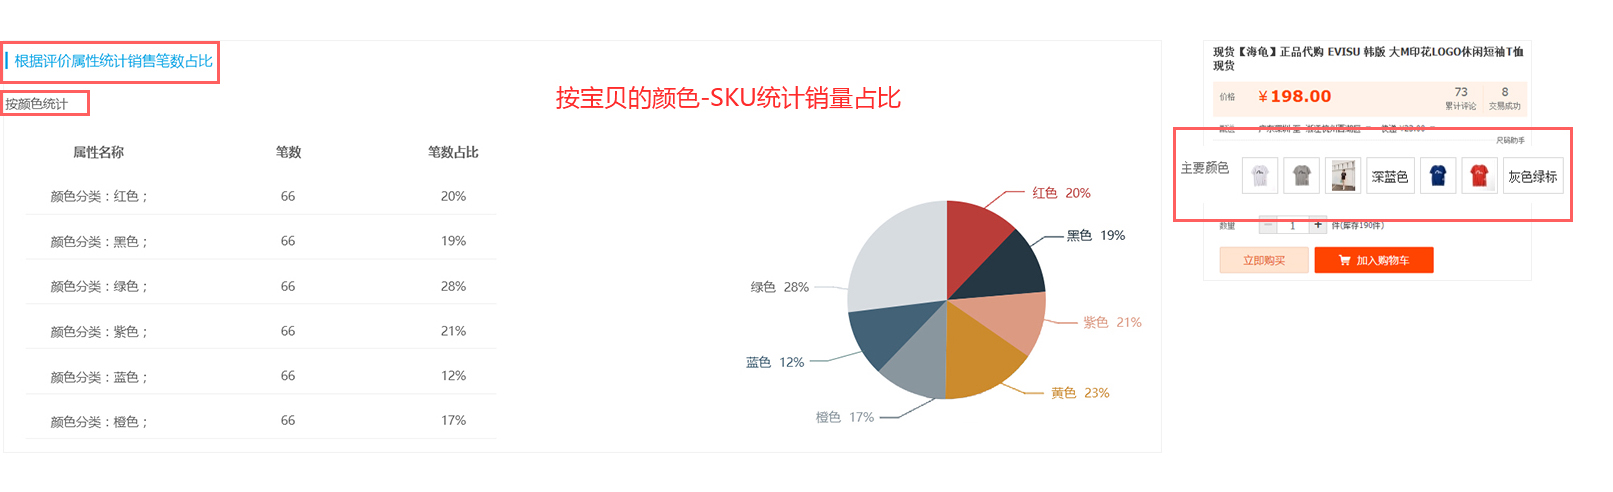 根据评价属性统计销售笔数占比
按颜色统计
按宝贝的颜色-SKU统计销量占比
属性名称 笔数 笔数占比
颜色分类：红色； 66 20%
颜色分类：黑色； 66 19%
颜色分类：绿色； 66 28%
颜色分类：紫色； 66 21%
颜色分类：蓝色； 66 12%
颜色分类：橙色； 66 17%
红色 20%
黑色 19%
绿色 28%
紫色 21%
蓝色 12%
黄色 23%
橙色 17%
现货【海龟】正品代购 EVISU 韩版 大M印花LOGO休闲短袖T恤
现货
价格 ￥198.00
73 8
累计评论 交易成功
尺码助手
主要颜色 深蓝色 灰色绿标
数量 1 + 件(库存190件)
立即购买 加入购物车